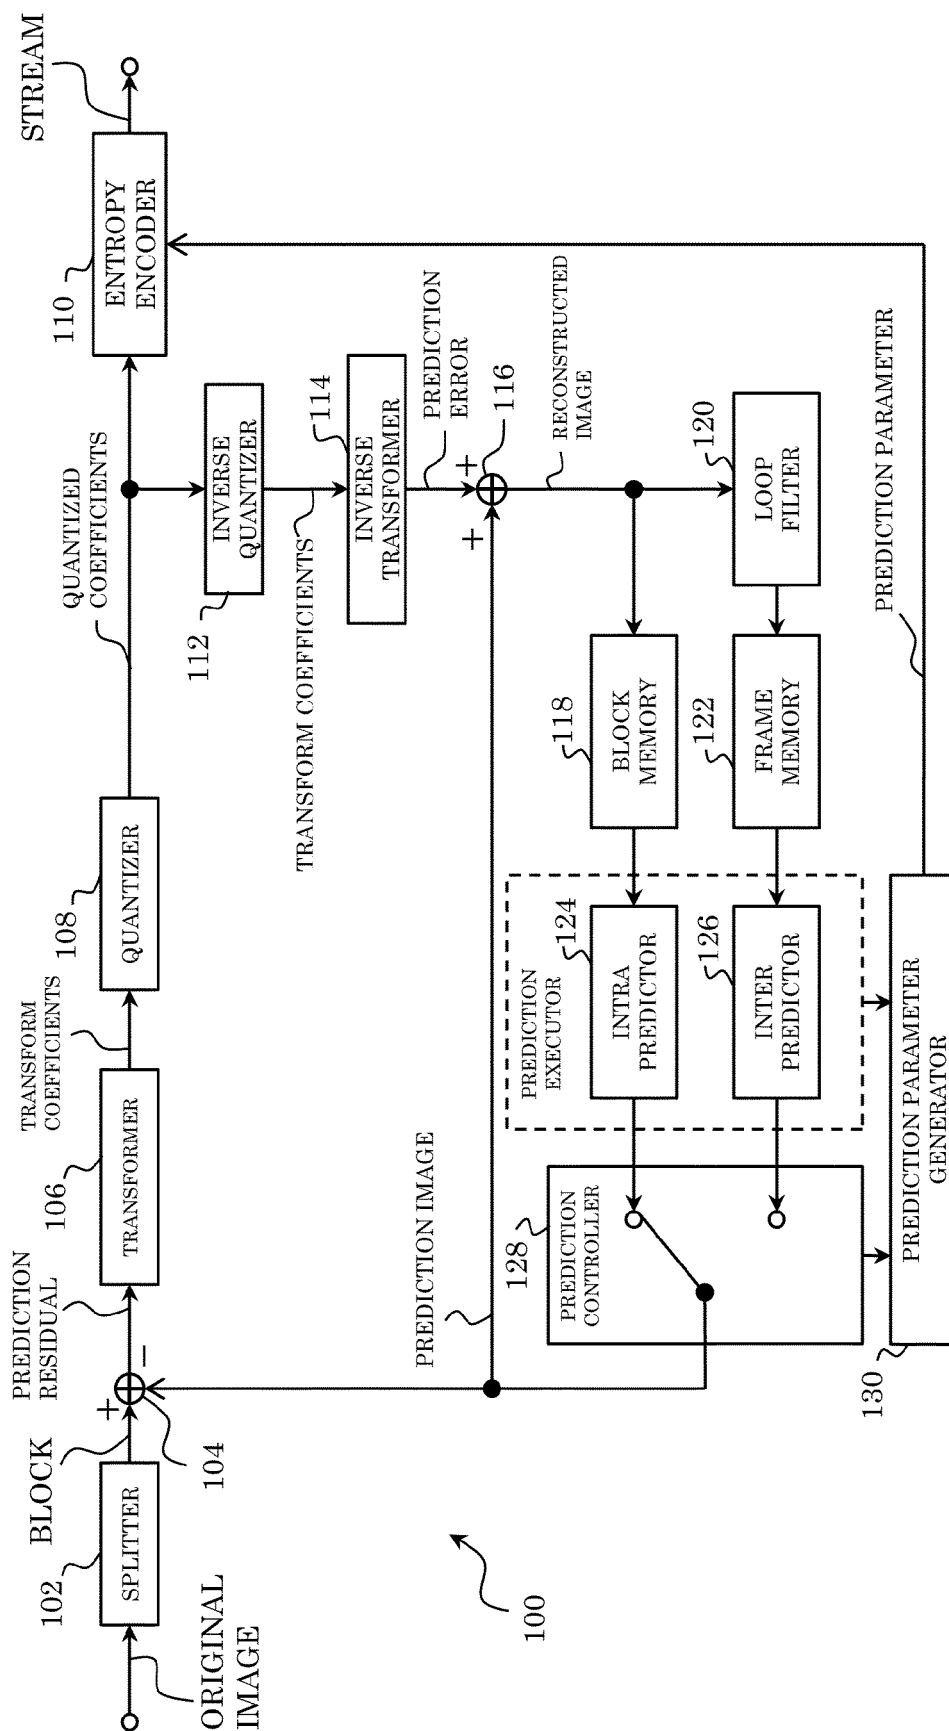 ORIGINAL
IMAGE
102
SPLITTER
BLOCK
104
+
−
PREDICTION
RESIDUAL
106
TRANSFORMER
TRANSFORM
COEFFICIENTS
108
QUANTIZER
QUANTIZED
COEFFICIENTS
110
ENTROPY
ENCODER
STREAM
112
INVERSE
QUANTIZER
TRANSFORM COEFFICIENTS
114
INVERSE
TRANSFORMER
PREDICTION
ERROR
+
+
116
RECONSTRUCTED
IMAGE
PREDICTION IMAGE
100
128
PREDICTION
CONTROLLER
PREDICTION
EXECUTOR
124
INTRA
PREDICTOR
118
BLOCK
MEMORY
120
LOOP
FILTER
126
INTER
PREDICTOR
122
FRAME
MEMORY
PREDICTION PARAMETER
130
PREDICTION PARAMETER
GENERATOR